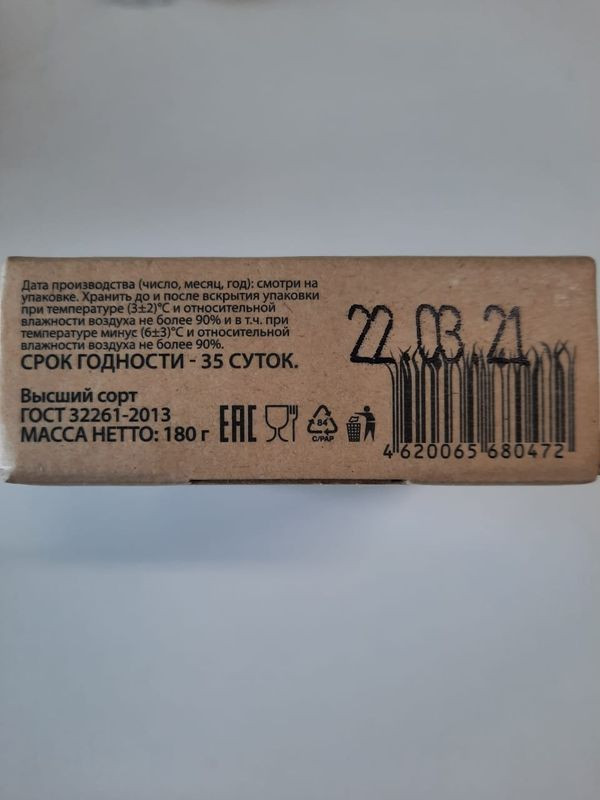 Дата производства (число, месяц, год): смотри на
упаковке. Хранить до и после вскрытия упаковки
при температуре (3±2)°С и относительной
влажности воздуха не более 90% и в т.ч. при
температуре минус (6±3)°С и относительной
влажности воздуха не более 90%.
СРОК ГОДНОСТИ - 35 СУТОК.
Высший сорт
ГОСТ 32261-2013
МАССА НЕТТО: 180 г
ЕАС
84
C/PAP
22 03 21
4 620065 680472